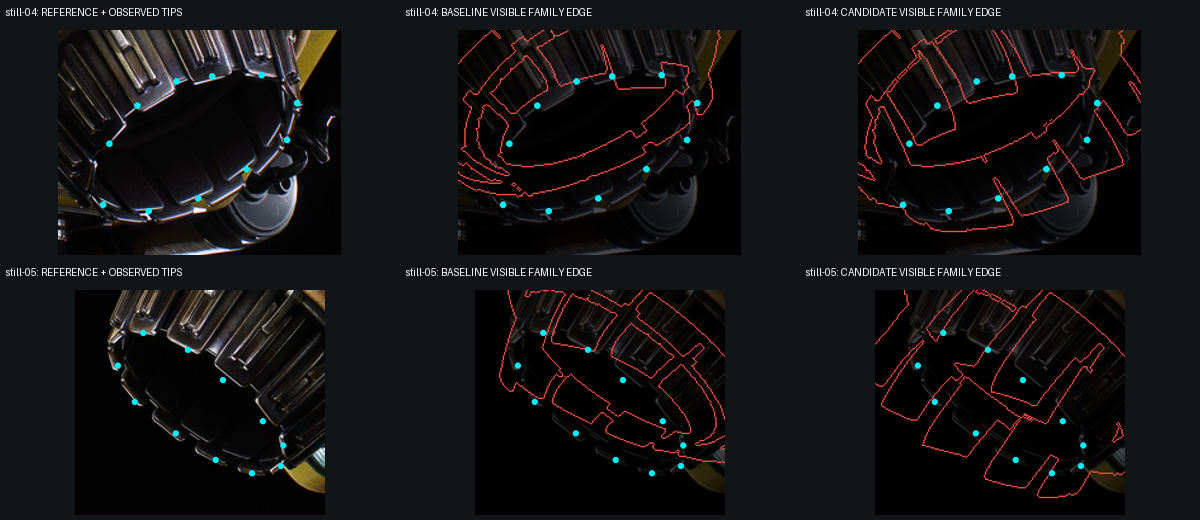 still-04: REFERENCE + OBSERVED TIPS
still-04: BASELINE VISIBLE FAMILY EDGE
still-04: CANDIDATE VISIBLE FAMILY EDGE
still-05: REFERENCE + OBSERVED TIPS
still-05: BASELINE VISIBLE FAMILY EDGE
still-05: CANDIDATE VISIBLE FAMILY EDGE